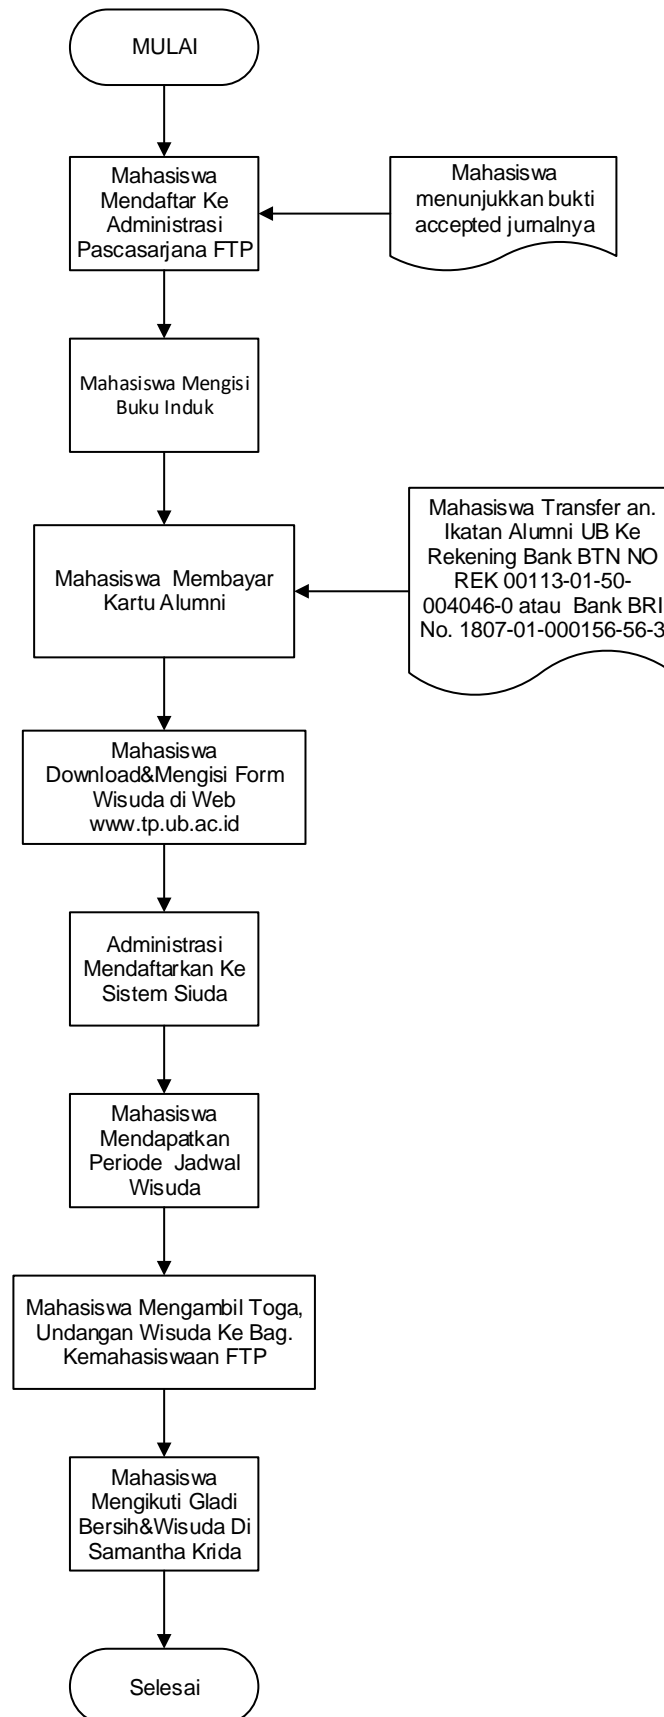 MULAI
Mahasiswa
Mendaftar Ke
Administrasi
Pascasarjana FTP
Mahasiswa
menunjukkan bukti
accepted jurnalnya
Mahasiswa Mengisi
Buku Induk
Mahasiswa Membayar
Kartu Alumni
Mahasiswa Transfer an.
Ikatan Alumni UB Ke
Rekening Bank BTN NO
REK 00113-01-50-
004046-0 atau Bank BRI
No. 1807-01-000156-56-3
Mahasiswa
Download&Mengisi Form
Wisuda di Web
www.tp.ub.ac.id
Administrasi
Mendaftarkan Ke
Sistem Siuda
Mahasiswa
Mendapatkan
Periode Jadwal
Wisuda
Mahasiswa Mengambil Toga,
Undangan Wisuda Ke Bag.
Kemahasiswaan FTP
Mahasiswa
Mengikuti Gladi
Bersih&Wisuda Di
Samantha Krida
Selesai